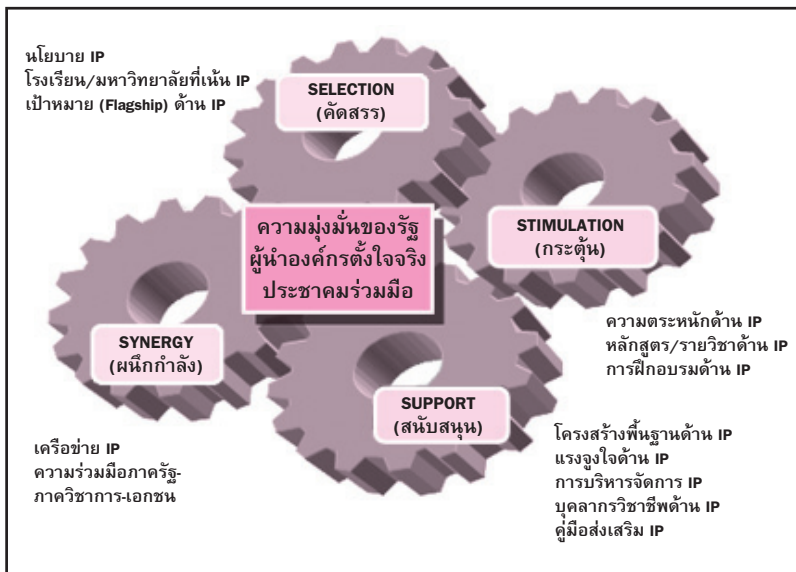 นโยบาย IP
โรงเรียน/มหาวิทยาลัยที่เน้น IP
เป้าหมาย (Flagship) ด้าน IP
SELECTION
(คัดสรร)
ความมุ่งมั่นของรัฐ
ผู้นำองค์กรตั้งใจจริง
ประชาคมร่วมมือ
STIMULATION
(กระตุ้น)
ความตระหนักด้าน IP
หลักสูตร/รายวิชาด้าน IP
การฝึกอบรมด้าน IP
SYNERGY
(ผนึกกำลัง)
เครือข่าย IP
ความร่วมมือภาครัฐ-
ภาควิชาการ-เอกชน
SUPPORT
(สนับสนุน)
โครงสร้างพื้นฐานด้าน IP
แรงจูงใจด้าน IP
การบริหารจัดการ IP
บุคลากรวิชาชีพด้าน IP
คู่มือส่งเสริม IP